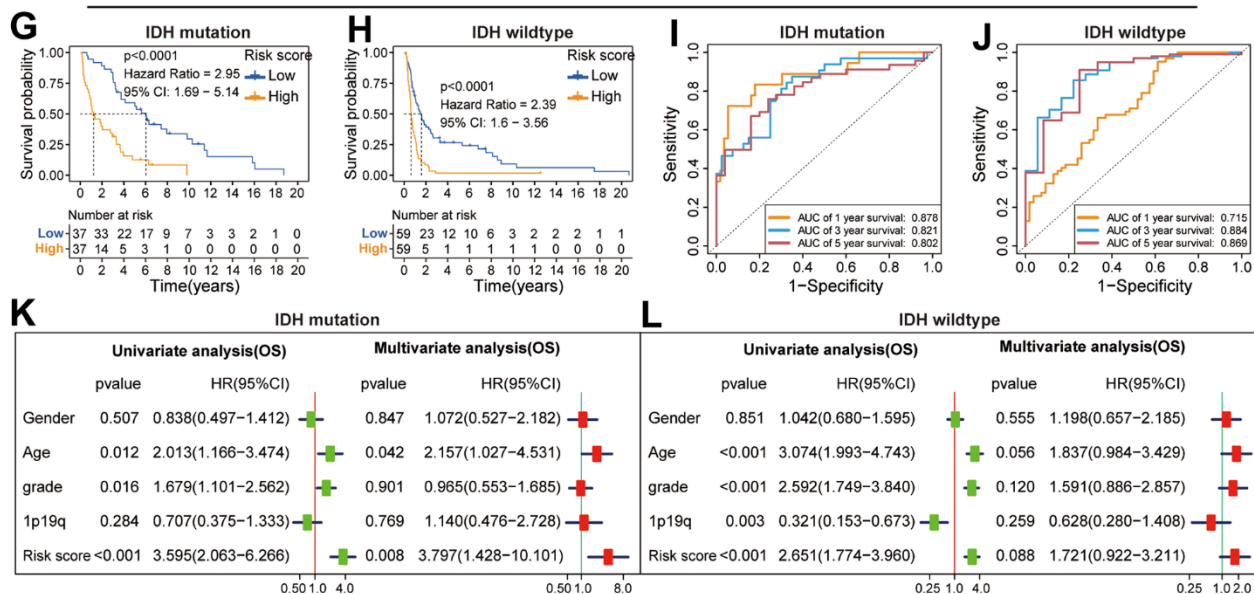 G IDH mutation
Survival probability
1.00
0.75
0.50
0.25
0.00
p<0.0001
Hazard Ratio = 2.95
95% CI: 1.69 − 5.14
Risk score
Low
High
0 2 4 6 8 10 12 14 16 18 20
Number at risk
Low 37 33 22 17 9 7 3 3 2 1 0
High 37 14 5 3 1 0 0 0 0 0 0
0 2 4 6 8 10 12 14 16 18 20
Time(years)
H IDH wildtype
Survival probability
1.00
0.75
0.50
0.25
0.00
p<0.0001
Hazard Ratio = 2.39
95% CI: 1.6 − 3.56
Risk score
Low
High
0 2 4 6 8 10 12 14 16 18 20
Number at risk
Low 59 23 12 10 6 3 2 2 2 1 1
High 59 5 1 1 1 1 1 0 0 0 0
0 2 4 6 8 10 12 14 16 18 20
Time(years)
I IDH mutation
Sensitivity
1.0
0.8
0.6
0.4
0.2
0.0
AUC of 1 year survival: 0.878
AUC of 3 year survival: 0.821
AUC of 5 year survival: 0.802
0.0 0.2 0.4 0.6 0.8 1.0
1−Specificity
J IDH wildtype
Sensitivity
1.0
0.8
0.6
0.4
0.2
0.0
AUC of 1 year survival: 0.715
AUC of 3 year survival: 0.884
AUC of 5 year survival: 0.869
0.0 0.2 0.4 0.6 0.8 1.0
1−Specificity
K IDH mutation
Univariate analysis(OS) Multivariate analysis(OS)
pvalue HR(95%CI) pvalue HR(95%CI)
Gender 0.507 0.838(0.497−1.412) 0.847 1.072(0.527−2.182)
Age 0.012 2.013(1.166−3.474) 0.042 2.157(1.027−4.531)
grade 0.016 1.679(1.101−2.562) 0.901 0.965(0.553−1.685)
1p19q 0.284 0.707(0.375−1.333) 0.769 1.140(0.476−2.728)
Risk score <0.001 3.595(2.063−6.266) 0.008 3.797(1.428−10.101)
0.50 1.0 4.0 0.50 1.0 8.0
L IDH wildtype
Univariate analysis(OS) Multivariate analysis(OS)
pvalue HR(95%CI) pvalue HR(95%CI)
Gender 0.851 1.042(0.680−1.595) 0.555 1.198(0.657−2.185)
Age <0.001 3.074(1.993−4.743) 0.056 1.837(0.984−3.429)
grade <0.001 2.592(1.749−3.840) 0.120 1.591(0.886−2.857)
1p19q 0.003 0.321(0.153−0.673) 0.259 0.628(0.280−1.408)
Risk score <0.001 2.651(1.774−3.960) 0.088 1.721(0.922−3.211)
0.25 1.0 4.0 0.25 1.0 2.0